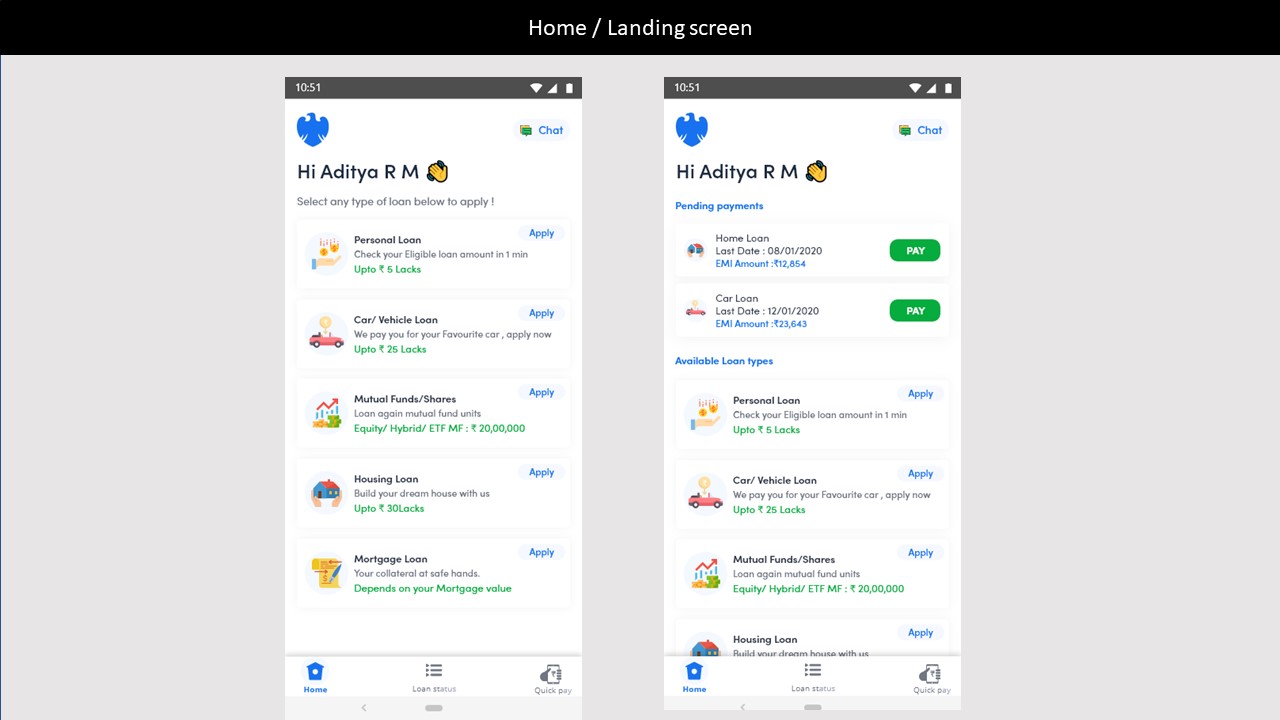 Home / Landing screen
10:51
Chat
Hi Aditya R M
Select any type of loan below to apply !
Personal Loan
Apply
Check your Eligible loan amount in 1 min
Upto ₹ 5 Lacks
Car/ Vehicle Loan
Apply
We pay you for your Favourite car , apply now
Upto ₹ 25 Lacks
Mutual Funds/Shares
Apply
Loan again mutual fund units
Equity/ Hybrid/ ETF MF : ₹ 20,00,000
Housing Loan
Apply
Build your dream house with us
Upto ₹ 30Lacks
Mortgage Loan
Apply
Your collateral at safe hands.
Depends on your Mortgage value
Home
Loan status
Quick pay
10:51
Chat
Hi Aditya R M
Pending payments
Home Loan
Last Date : 08/01/2020
EMI Amount :₹12,854
PAY
Car Loan
Last Date : 12/01/2020
EMI Amount :₹23,643
PAY
Available Loan types
Personal Loan
Apply
Check your Eligible loan amount in 1 min
Upto ₹ 5 Lacks
Car/ Vehicle Loan
Apply
We pay you for your Favourite car , apply now
Upto ₹ 25 Lacks
Mutual Funds/Shares
Apply
Loan again mutual fund units
Equity/ Hybrid/ ETF MF : ₹ 20,00,000
Housing Loan
Apply
Build your dream house with us
Home
Loan status
Quick pay